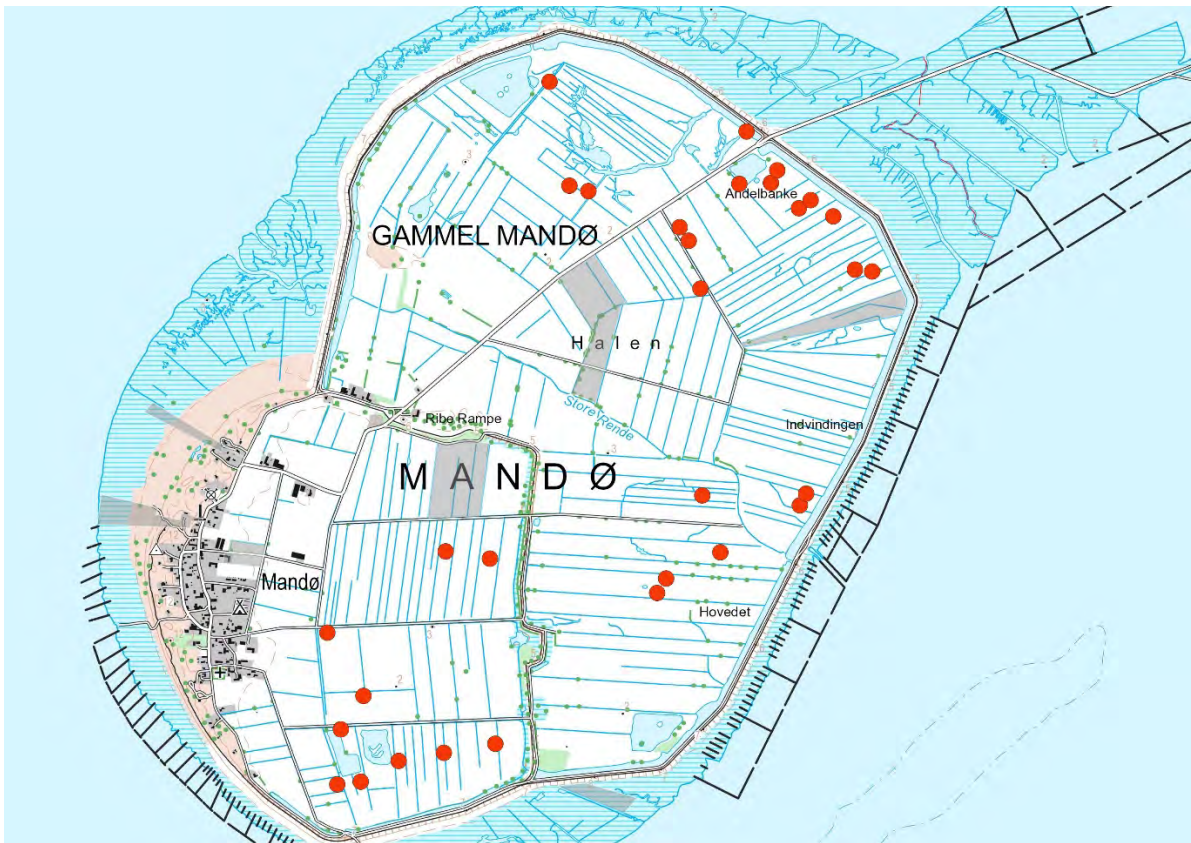 Andelbanke
GAMMEL MANDØ
Halen
Store Rende
Ribe Rampe
Indvindingen
MANDØ
Mandø
Hovedet